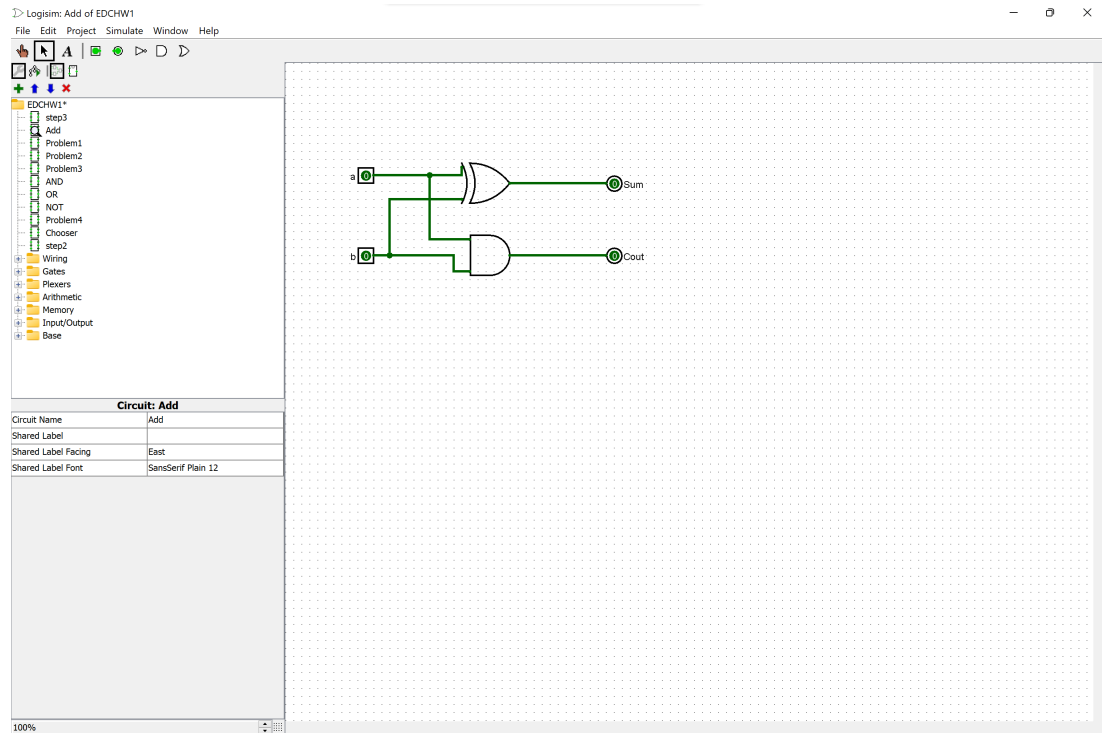 Logisim: Add of EDCHW1
File Edit Project Simulate Window Help
A
EDCHW1*
step3
Add
Problem1
Problem2
Problem3
AND
OR
NOT
Problem4
Chooser
step2
Wiring
Gates
Plexers
Arithmetic
Memory
Input/Output
Base
Circuit: Add
Circuit Name Add
Shared Label
Shared Label Facing East
Shared Label Font SansSerif Plain 12
100%
a 0
0 Sum
b 0
0 Cout